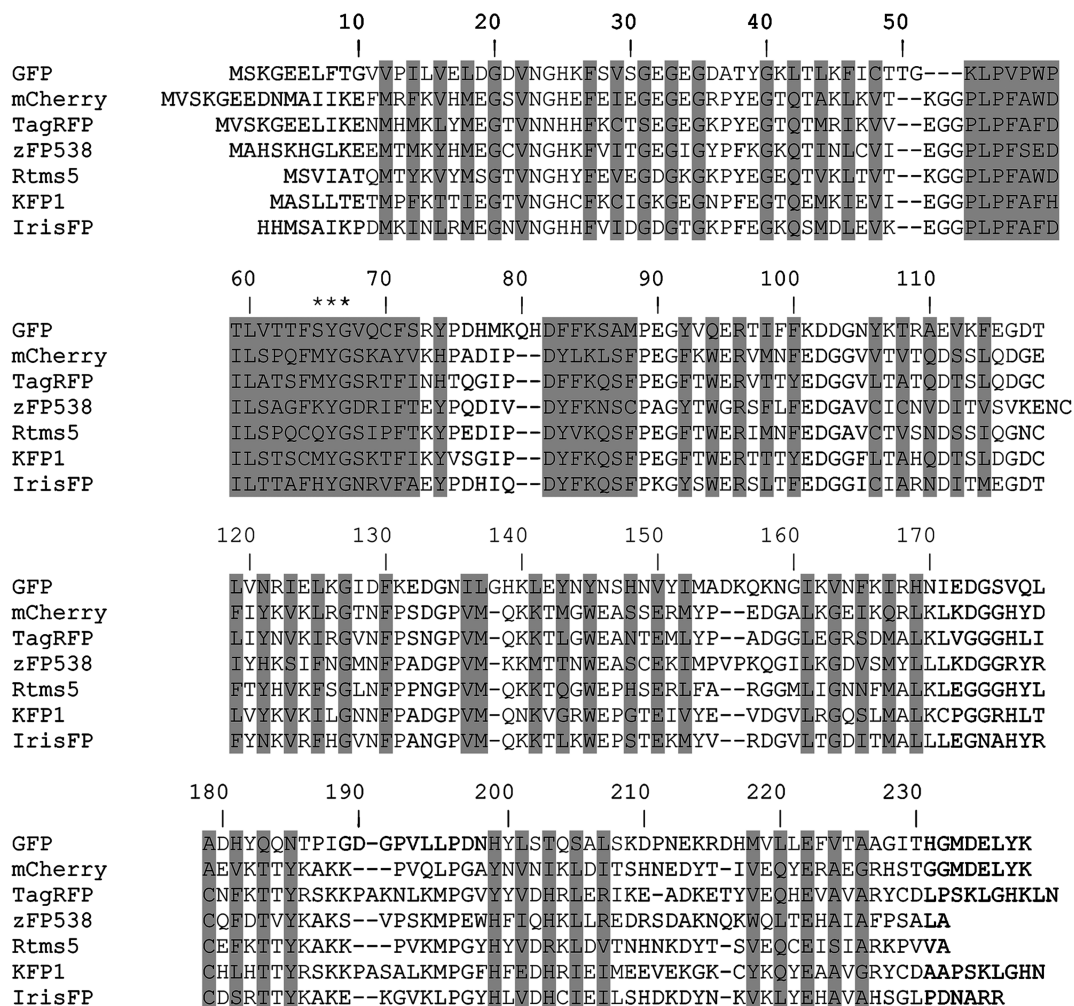 10 20 30 40 50
GFP MSKGEELFTGVVPILVELDGDVNGHKFSVSGEGEGDATYGKLTLKFICTTG---KLPVPWP
mCherry MVSKGEEDNMAIIKEFMRFKVHMEGSVNGHEFEIEGEGEGRPYEGTQTAKLKVT--KGGPLPFAWD
TagRFP MVSKGEELIKENMHMKLYMEGTVNNHHFKCTSEGEGKPYEGTQTMRIKVV--EGGPLPFAFD
zFP538 MAHSKHGLKEEMTMKYHMEGCVNGHKFVITGEGIGYPFKGKQTINLCVI--EGGPLPFSED
Rtms5 MSVIATQMTYKVYMSGTVNGHYFEVEGDGKGKPYEGEQTVKLTVT--KGGPLPFAWD
KFP1 MASLLTETMPFKTTIEGTVNGHCFKCIGKGEGNPFEGTQEMKIEVI--EGGPLPFAFH
IrisFP HHMSAIKPDMKINLRMEGNVNGHHFVIDGDGTGKPFEGKQSMDLEVK--EGGPLPFAFD
60 70 80 90 100 110
***
GFP TLVTTFSYGVQCFSRYPDHMKQHDFFKSAMPEGYVQERTIFFKDDGNYKTRAEVKFEGDT
mCherry ILSPQFMYGSKAYVKHPADIP--DYLKLSFPEGFKWERVMNFEDGGVVTVTQDSSLQDGE
TagRFP ILATSFMYGSRTFINHTQGIP--DFFKQSFPEGFTWERVTTYEDGGVLTATQDTSLQDGC
zFP538 ILSAGFKYGDRIFTEYPQDIV--DYFKNSCPAGYTWGRSFLFEDGAVCICNVDITVSVKENC
Rtms5 ILSPQCQYGSIPFTKYPEDIP--DYVKQSFPEGFTWERIMNFEDGAVCTVSNDSSIQGNC
KFP1 ILSTSCMYGSKTFIKYVSGIP--DYFKQSFPEGFTWERTTTYEDGGFLTAHQDTSLDGDC
IrisFP ILTTAFHYGNRVFAEYPDHIQ--DYFKQSFPKGYSWERSLTFEDGGICIARNDITMEGDT
120 130 140 150 160 170
GFP LVNRIELKGIDFKEDGNILGHKLEYNYNSHNVYIMADKQKNGIKVNFKIRHNIEDGSVQL
mCherry FIYKVKLRGTNFPSDGPVM-QKKTMGWEASSERMYP--EDGALKGEIKQRLKLKDGGHYD
TagRFP LIYNVKIRGVNFPSNGPVM-QKKTLGWEANTEMLYP--ADGGLEGRSDMALKLVGGGHLI
zFP538 IYHKSIFNGMNFPADGPVM-KKMTTNWEASCEKIMPVPKQGILKGDVSMYLLLKDGGRYR
Rtms5 FTYHVKFSGLNFPPNGPVM-QKKTQGWEPHSERLFA--RGGMLIGNNFMALKLEGGGHYL
KFP1 LVYKVKILGNNFPADGPVM-QNKVGRWEPGTEIVYE--VDGVLRGQSLMALKCPGGRHLT
IrisFP FYNKVRFHGVNFPANGPVM-QKKTLKWEPSTEKMYV--RDGVLTGDITMALLLEGNAHYR
180 190 200 210 220 230
GFP ADHYQQNTPIGD-GPVLLPDNHYLSTQSALSKDPNEKRDHMVLLEFVTAAGITHGMDELYK
mCherry AEVKTTYKAKK---PVQLPGAYNVNIKLDITSHNEDYT-IVEQYERAEGRHSTGGMDELYK
TagRFP CNFKTTYRSKKPAKNLKMPGVYYVDHRLERIKE-ADKETYVEQHEVAVARYCDLPSKLGHKLN
zFP538 CQFDTVYKAKS--VPSKMPEWHFIQHKLLREDRSDAKNQKWQLTEHAIAFPSALA
Rtms5 CEFKTTYKAKK---PVKMPGYHYVDRKLDVTNHNKDYT-SVEQCEISIARKPVVA
KFP1 CHLHTTYRSKKPASALKMPGFHFEDHRIEIMEEVEKGK-CYKQYEAAVGRYCDAAPSKLGHN
IrisFP CDSRTTYKAKE--KGVKLPGYHLVDHCIEILSHDKDYN-KVKLYEHAVAHSGLPDNARR